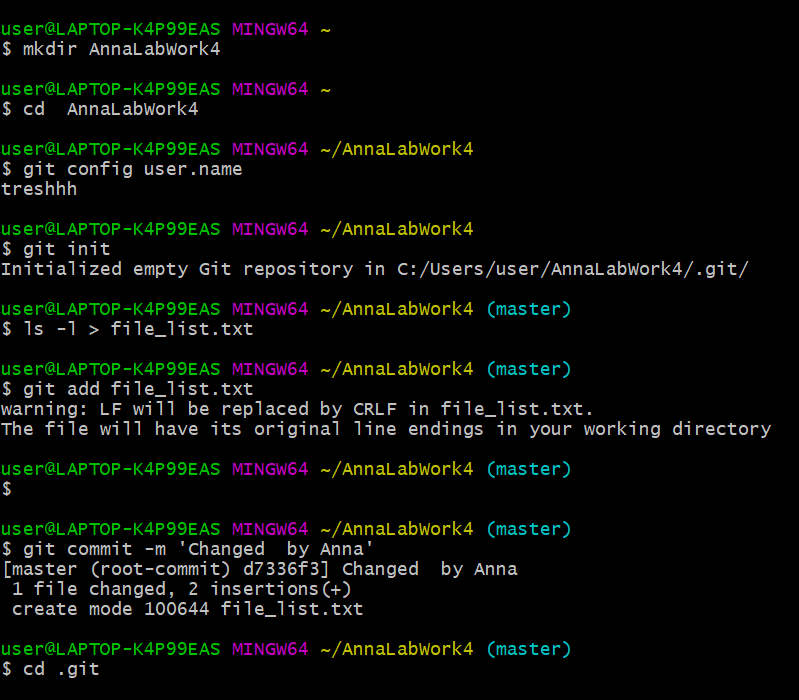 user@LAPTOP-K4P99EAS MINGW64 ~
$ mkdir AnnaLabWork4
user@LAPTOP-K4P99EAS MINGW64 ~
$ cd  AnnaLabWork4
user@LAPTOP-K4P99EAS MINGW64 ~/AnnaLabWork4
$ git config user.name
treshhh
user@LAPTOP-K4P99EAS MINGW64 ~/AnnaLabWork4
$ git init
Initialized empty Git repository in C:/Users/user/AnnaLabWork4/.git/
user@LAPTOP-K4P99EAS MINGW64 ~/AnnaLabWork4 (master)
$ ls -l > file_list.txt
user@LAPTOP-K4P99EAS MINGW64 ~/AnnaLabWork4 (master)
$ git add file_list.txt
warning: LF will be replaced by CRLF in file_list.txt.
The file will have its original line endings in your working directory
user@LAPTOP-K4P99EAS MINGW64 ~/AnnaLabWork4 (master)
$
user@LAPTOP-K4P99EAS MINGW64 ~/AnnaLabWork4 (master)
$ git commit -m 'Changed  by Anna'
[master (root-commit) d7336f3] Changed  by Anna
 1 file changed, 2 insertions(+)
 create mode 100644 file_list.txt
user@LAPTOP-K4P99EAS MINGW64 ~/AnnaLabWork4 (master)
$ cd .git